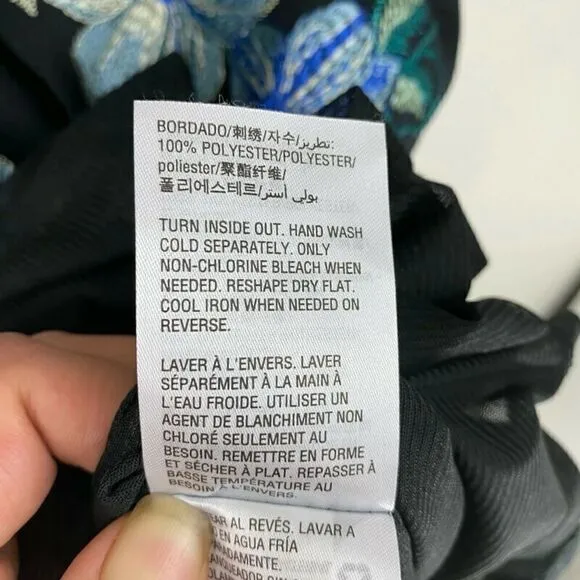 BORDADO/刺绣/자수/تطريز:
100% POLYESTER/POLYESTER/
poliester/聚酯纤维/
폴리에스테르/بولي أستر
TURN INSIDE OUT. HAND WASH
COLD SEPARATELY. ONLY
NON-CHLORINE BLEACH WHEN
NEEDED. RESHAPE DRY FLAT.
COOL IRON WHEN NEEDED ON
REVERSE.
LAVER À L'ENVERS. LAVER
SÉPARÉMENT À LA MAIN À
L'EAU FROIDE. UTILISER UN
AGENT DE BLANCHIMENT NON
CHLORÉ SEULEMENT AU
BESOIN. REMETTRE EN FORME
ET SÉCHER À PLAT. REPASSER À
BASSE TEMPÉRATURE AU
BESOIN À L'ENVERS.
AL REVÉS. LAVAR A
EN AGUA FRÍA